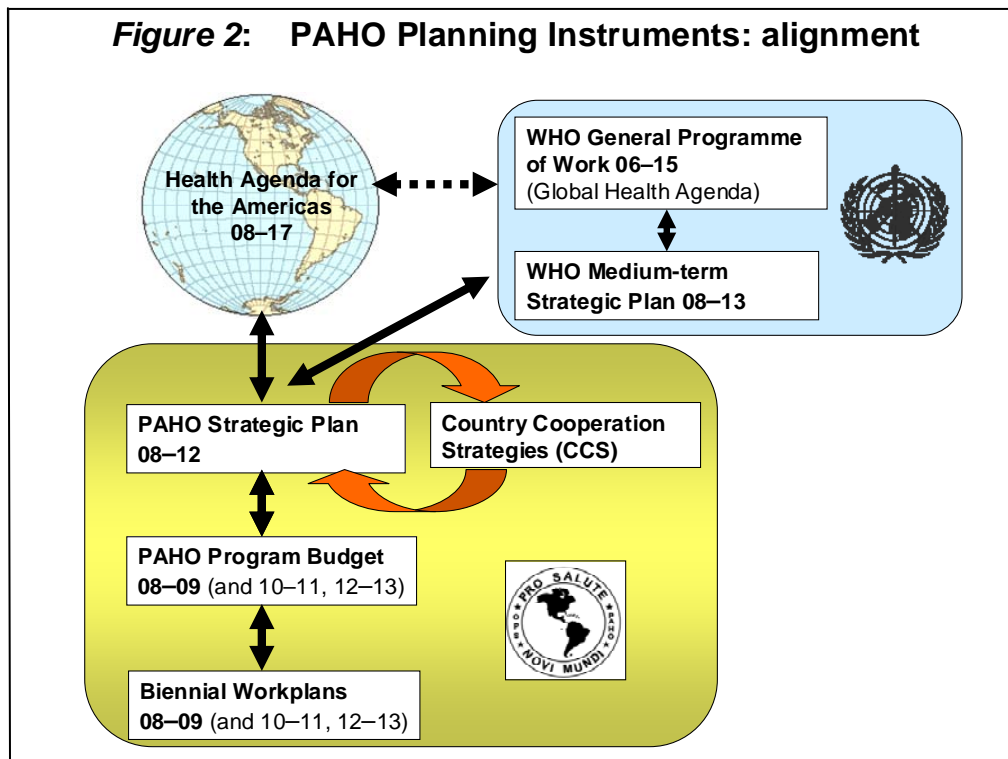 Figure 2: PAHO Planning Instruments: alignment
Health Agenda for
the Americas
08–17
WHO General Programme
of Work 06–15
(Global Health Agenda)
WHO Medium-term
Strategic Plan 08–13
PAHO Strategic Plan
08–12
Country Cooperation
Strategies (CCS)
PAHO Program Budget
08–09 (and 10–11, 12–13)
PRO SALUTE
OPS
PAHO
NOVI MUNDI
Biennial Workplans
08–09 (and 10–11, 12–13)